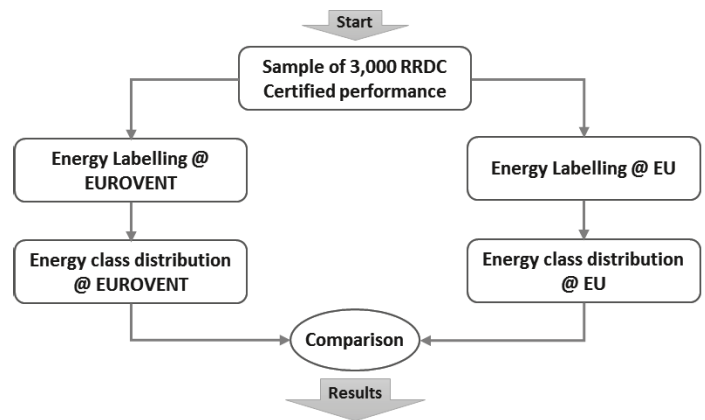 Start
Sample of 3,000 RRDC
Certified performance
Energy Labelling @
EUROVENT
Energy Labelling @ EU
Energy class distribution
@ EUROVENT
Energy class distribution
@ EU
Comparison
Results